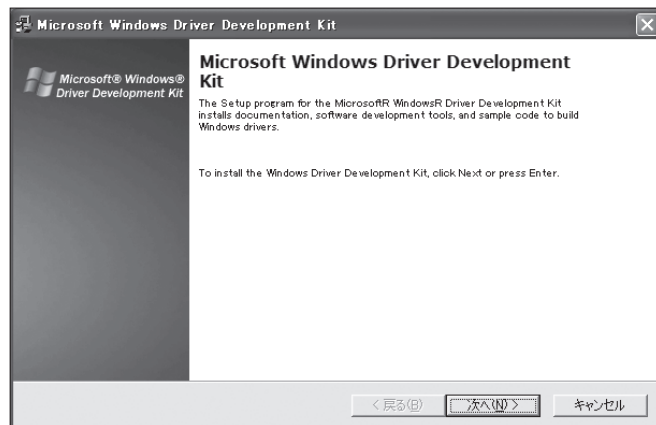 Microsoft Windows Driver Development Kit
Microsoft® Windows®
Driver Development Kit
Microsoft Windows Driver Development
Kit
The Setup program for the MicrosoftR WindowsR Driver Development Kit
installs documentation, software development tools, and sample code to build
Windows drivers.
To install the Windows Driver Development Kit, click Next or press Enter.
< 戻る(B)
次へ(N) >
キャンセル